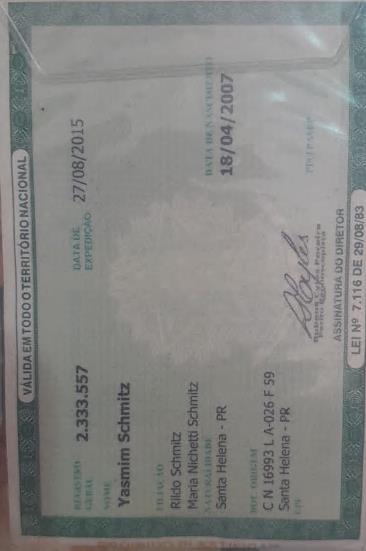 VÁLIDA EM TODO O TERRITÓRIO NACIONAL
REGISTRO GERAL 2.333.557 DATA DE EXPEDIÇÃO 27/08/2015
NOME
Yasmim Schmitz
FILIAÇÃO
Rildo Schmitz
Maria Nichetti Schmitz
NATURALIDADE DATA DE NASCIMENTO
Santa Helena - PR 18/04/2007
DOC. ORIGEM
C N 16993 L A-026 F 59
Santa Helena - PR
CPF
ASSINATURA DO DIRETOR
LEI Nº 7.116 DE 29/08/83